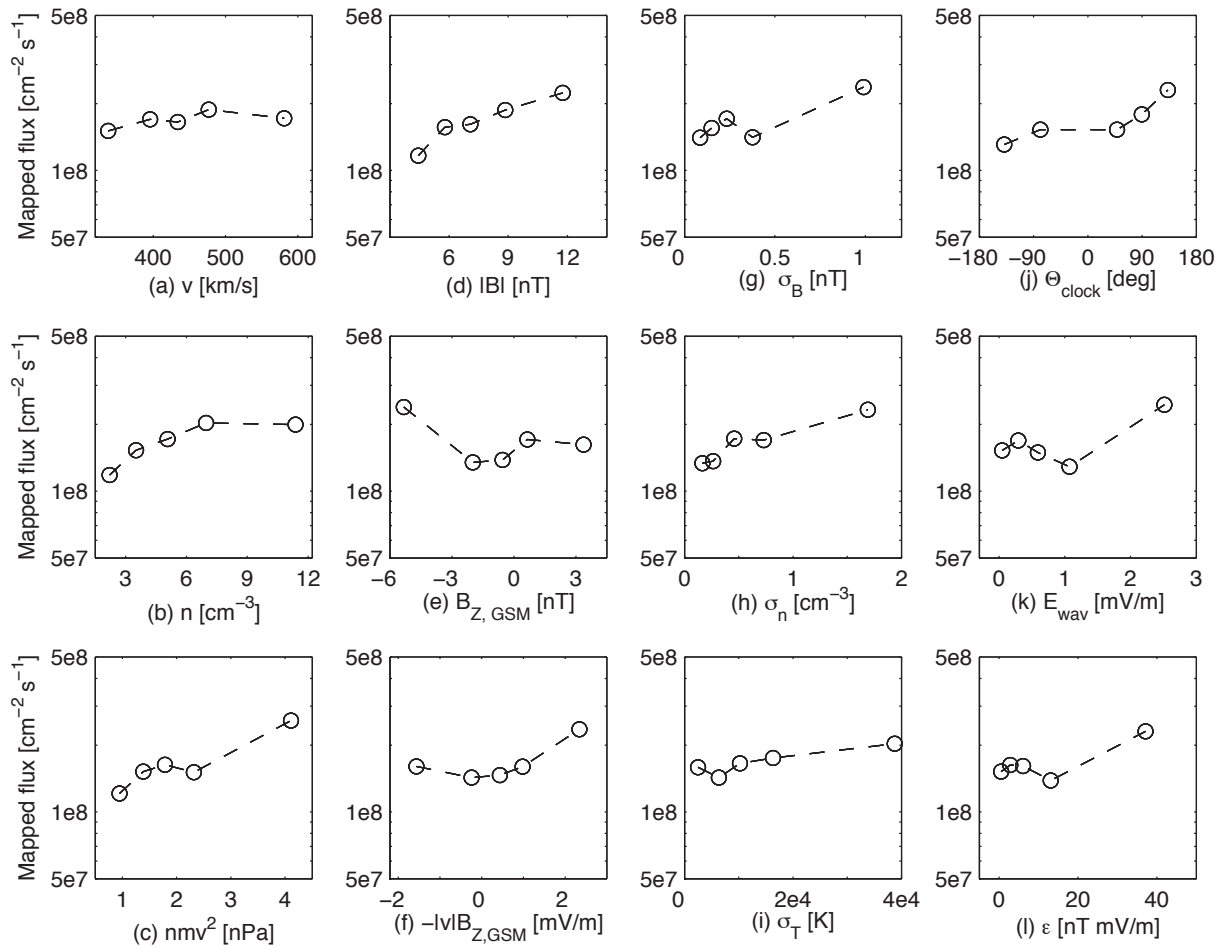 5e8 5e8 5e8 5e8
Mapped flux [cm⁻² s⁻¹]
1e8 1e8 1e8 1e8
5e7 5e7 5e7 5e7
400 500 600 6 9 12 0 0.5 1 −180 −90 0 90 180
(a) v [km/s] (d) |B| [nT] (g) σ_B [nT] (j) Θ_clock [deg]
5e8 5e8 5e8 5e8
Mapped flux [cm⁻² s⁻¹]
1e8 1e8 1e8 1e8
5e7 5e7 5e7 5e7
3 6 9 12 −6 −3 0 3 0 1 2 0 1 2 3
(b) n [cm⁻³] (e) B_Z, GSM [nT] (h) σ_n [cm⁻³] (k) E_wav [mV/m]
5e8 5e8 5e8 5e8
Mapped flux [cm⁻² s⁻¹]
1e8 1e8 1e8 1e8
5e7 5e7 5e7 5e7
1 2 3 4 −2 0 2 0 2e4 4e4 0 20 40
(c) nmv² [nPa] (f) −|v|B_Z,GSM [mV/m] (i) σ_T [K] (l) ε [nT mV/m]